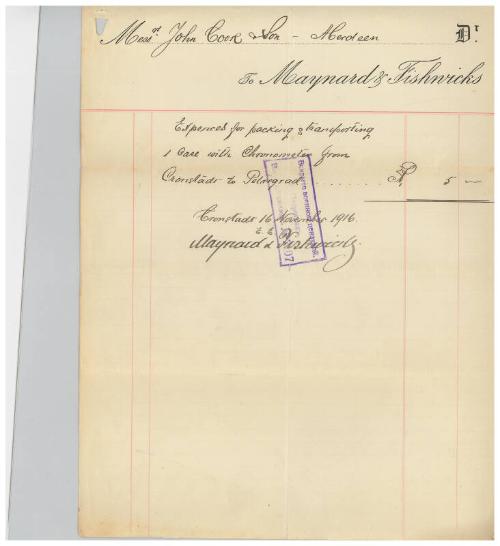 Messrs. John Cook & Son - Aberdeen Dr.
To Maynard & Fishwicks
Expences for packing & transporting
1 Case with Chronometer from
Cronstadt to Petrograd . . . . . . . . . . 5 —
Cronstadt 16 November 1916.
Maynard & Fishwicks